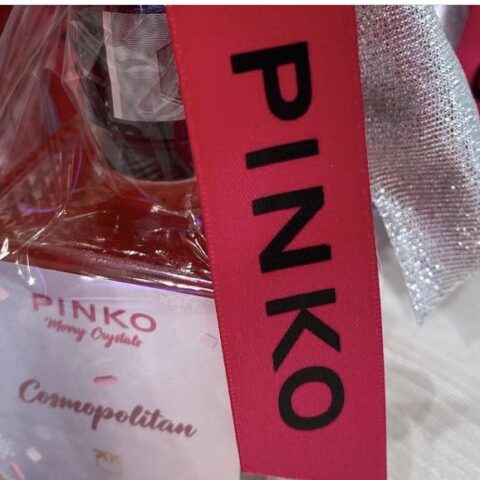 PINKO
PINKO
Merry Crystals
Cosmopolitan